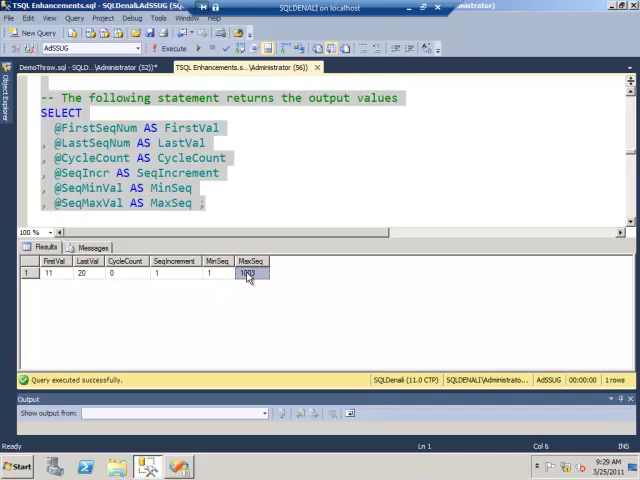 TSQL Enhancements.sql - SQLDenali.AdSSUG
SQLDENALI on localhost
ministrator)
Edit View Query Project Debug Tools Window Help
New Query
AdSSUG Execute
DemoThrow.sql - SQLD...\Administrator (52))* TSQL Enhancements.s...\Administrator (56))
Object Explorer
-- The following statement returns the output values
SELECT
@FirstSeqNum AS FirstVal
, @LastSeqNum AS LastVal
, @CycleCount AS CycleCount
, @SeqIncr AS SeqIncrement
, @SeqMinVal AS MinSeq
, @SeqMaxVal AS MaxSeq ;
100 %
Results Messages
FirstVal LastVal CycleCount SeqIncrement MinSeq MaxSeq
1 11 20 0 1 1
Query executed successfully. SQLDenali (11.0 CTP) SQLDENALI\Administrato... AdSSUG 00:00:00 1 rows
Output
Show output from:
Ready Ln 1 Col 6 INS
Start 9:29 AM
3/25/2011